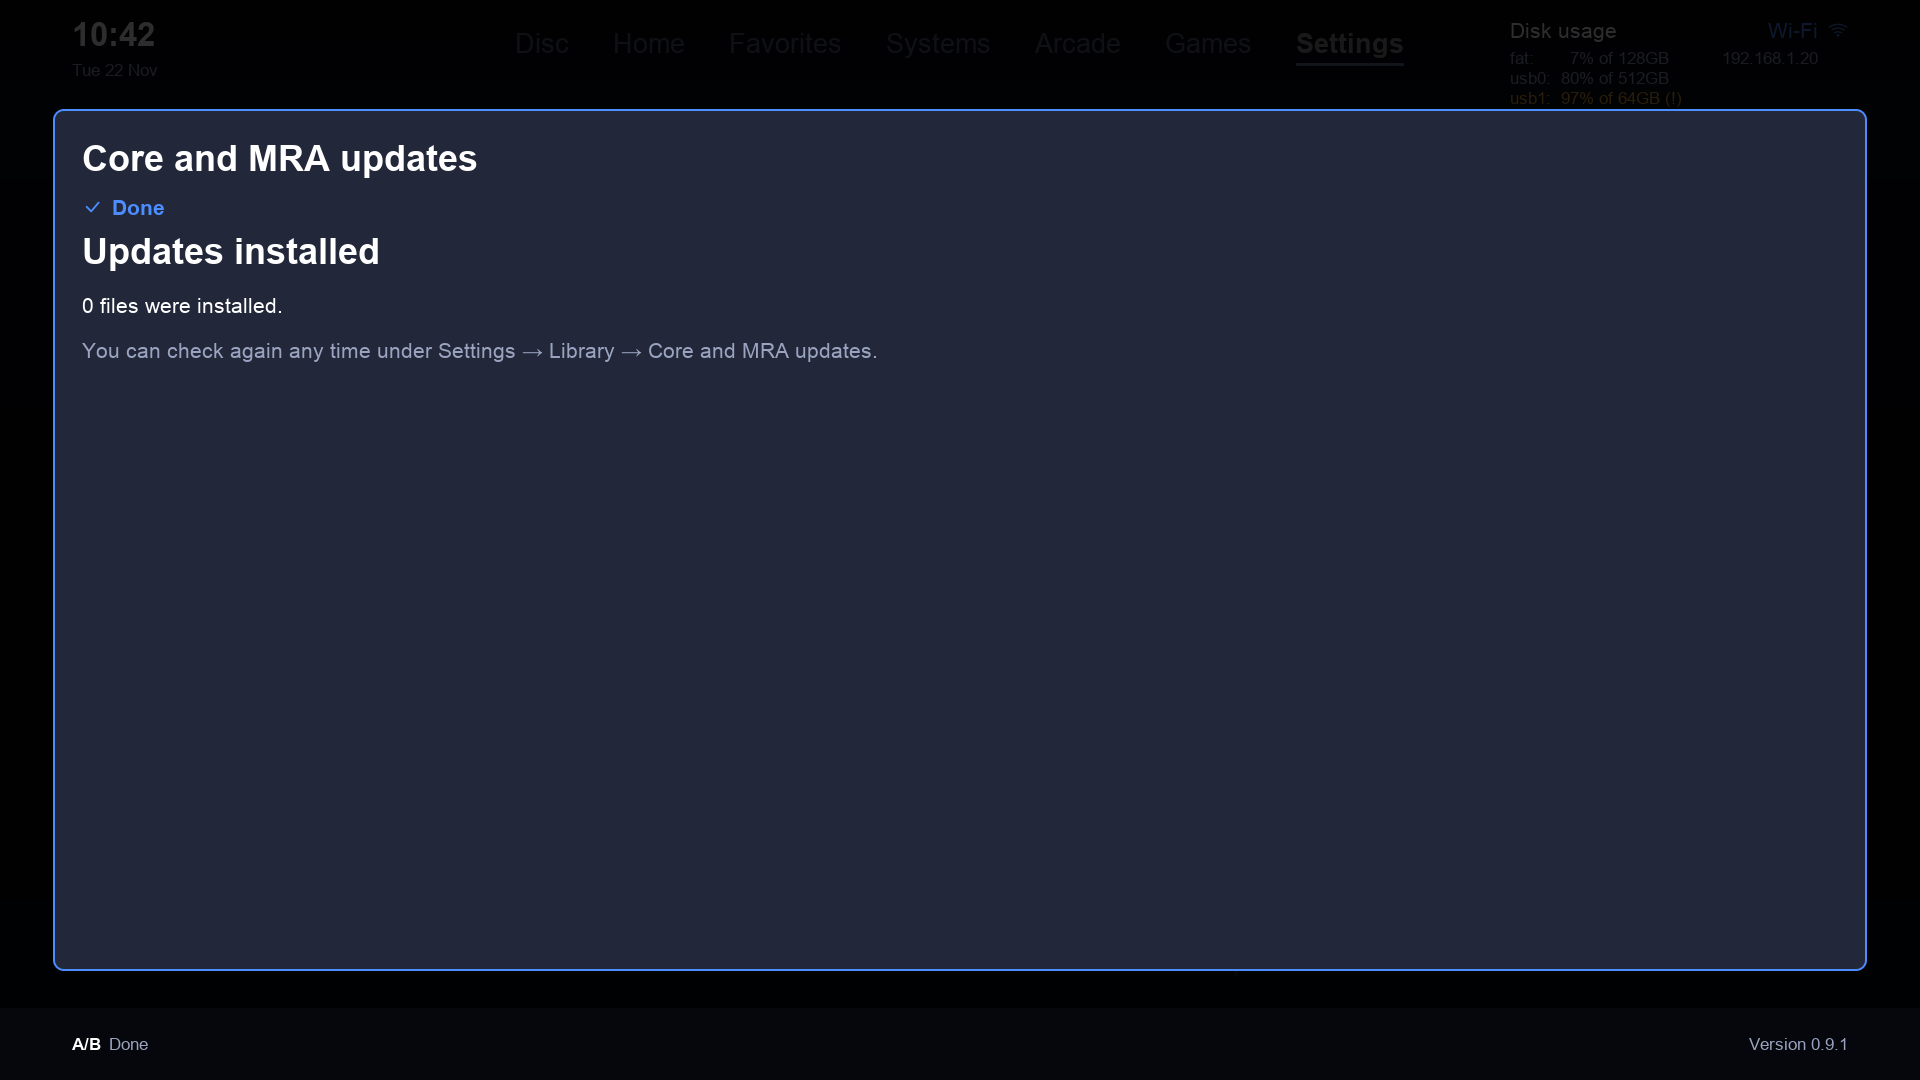 10:42
Tue 22 Nov
Disc Home Favorites Systems Arcade Games Settings
Disk usage
fat: 7% of 128GB
usb0: 80% of 512GB
usb1: 97% of 64GB (!)
Wi-Fi
192.168.1.20
Core and MRA updates
Done
Updates installed
0 files were installed.
You can check again any time under Settings → Library → Core and MRA updates.
A/B Done
Version 0.9.1